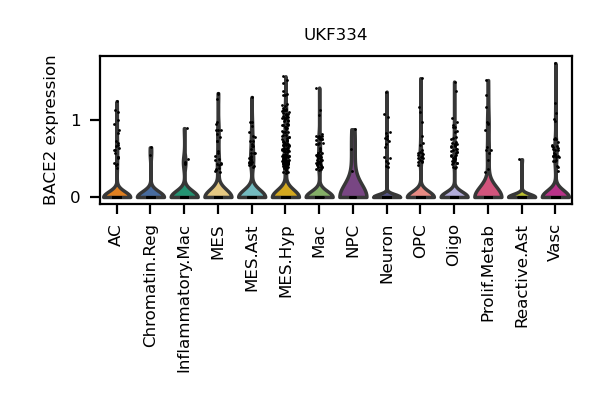 UKF334
BACE2 expression
1
0
AC
Chromatin.Reg
Inflammatory.Mac
MES
MES.Ast
MES.Hyp
Mac
NPC
Neuron
OPC
Oligo
Prolif.Metab
Reactive.Ast
Vasc